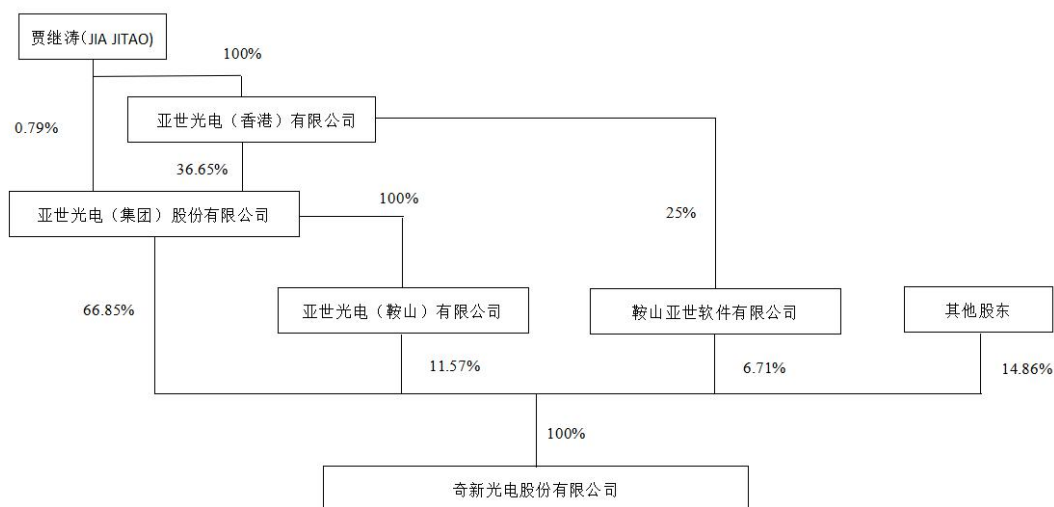 贾继涛(JIA JITAO)
100%
亚世光电（香港）有限公司
0.79%
36.65%
100%
亚世光电（集团）股份有限公司
25%
66.85%
亚世光电（鞍山）有限公司
鞍山亚世软件有限公司
其他股东
11.57%
6.71%
14.86%
100%
奇新光电股份有限公司